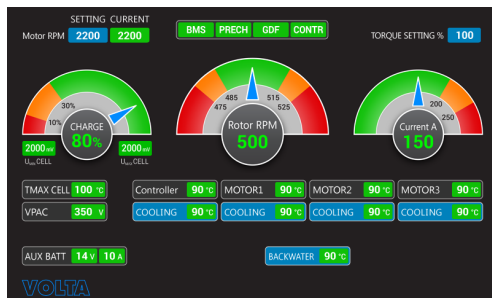 SETTING CURRENT
Motor RPM 2200 2200
BMS PRECH GDF CONTR
TORQUE SETTING % 100
10% 30%
CHARGE
80%
2000 mV 2000 mV
CELL CELL
475 485 515 525
Rotor RPM
500
200 250
Current A
150
TMAX CELL 100 °C
Controller 90 °C MOTOR1 90 °C MOTOR2 90 °C MOTOR3 90 °C
VPAC 350 V
COOLING 90 °C COOLING 90 °C COOLING 90 °C COOLING 90 °C
AUX BATT 14 V 10 A
BACKWATER 90 °C
VOLTA